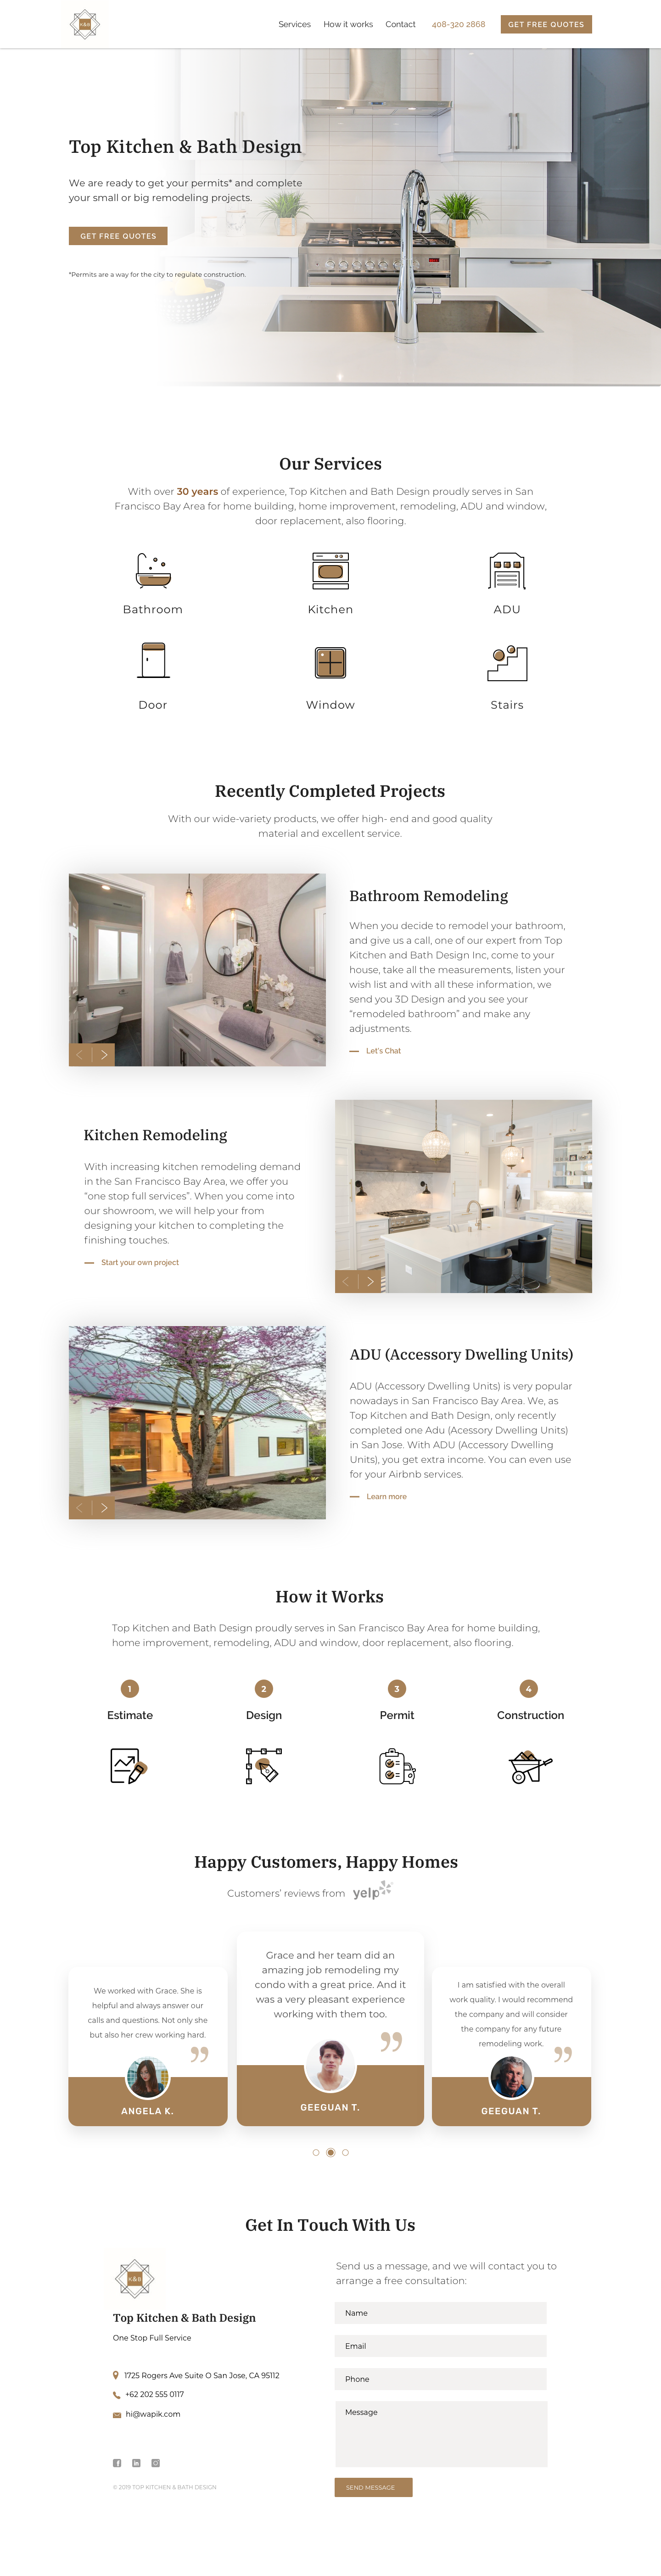 K&B
Services How it works Contact 408-320 2868 GET FREE QUOTES
Top Kitchen & Bath Design
We are ready to get your permits* and complete
your small or big remodeling projects.
GET FREE QUOTES
*Permits are a way for the city to regulate construction.
Our Services
With over 30 years of experience, Top Kitchen and Bath Design proudly serves in San
Francisco Bay Area for home building, home improvement, remodeling, ADU and window,
door replacement, also flooring.
Bathroom Kitchen ADU
Door Window Stairs
Recently Completed Projects
With our wide-variety products, we offer high- end and good quality
material and excellent service.
Bathroom Remodeling
When you decide to remodel your bathroom,
and give us a call, one of our expert from Top
Kitchen and Bath Design Inc, come to your
house, take all the measurements, listen your
wish list and with all these information, we
send you 3D Design and you see your
“remodeled bathroom” and make any
adjustments.
Let's Chat
Kitchen Remodeling
With increasing kitchen remodeling demand
in the San Francisco Bay Area, we offer you
“one stop full services”. When you come into
our showroom, we will help your from
designing your kitchen to completing the
finishing touches.
Start your own project
ADU (Accessory Dwelling Units)
ADU (Accessory Dwelling Units) is very popular
nowadays in San Francisco Bay Area. We, as
Top Kitchen and Bath Design, only recently
completed one Adu (Acessory Dwelling Units)
in San Jose. With ADU (Accessory Dwelling
Units), you get extra income. You can even use
for your Airbnb services.
Learn more
How it Works
Top Kitchen and Bath Design proudly serves in San Francisco Bay Area for home building,
home improvement, remodeling, ADU and window, door replacement, also flooring.
1 2 3 4
Estimate Design Permit Construction
Happy Customers, Happy Homes
Customers’ reviews from yelp
We worked with Grace. She is
helpful and always answer our
calls and questions. Not only she
but also her crew working hard.
ANGELA K.
Grace and her team did an
amazing job remodeling my
condo with a great price. And it
was a very pleasant experience
working with them too.
GEEGUAN T.
I am satisfied with the overall
work quality. I would recommend
the company and will consider
the company for any future
remodeling work.
GEEGUAN T.
Get In Touch With Us
K&B
Top Kitchen & Bath Design
One Stop Full Service
1725 Rogers Ave Suite O San Jose, CA 95112
+62 202 555 0117
hi@wapik.com
© 2019 TOP KITCHEN & BATH DESIGN
Send us a message, and we will contact you to
arrange a free consultation:
Name
Email
Phone
Message
SEND MESSAGE